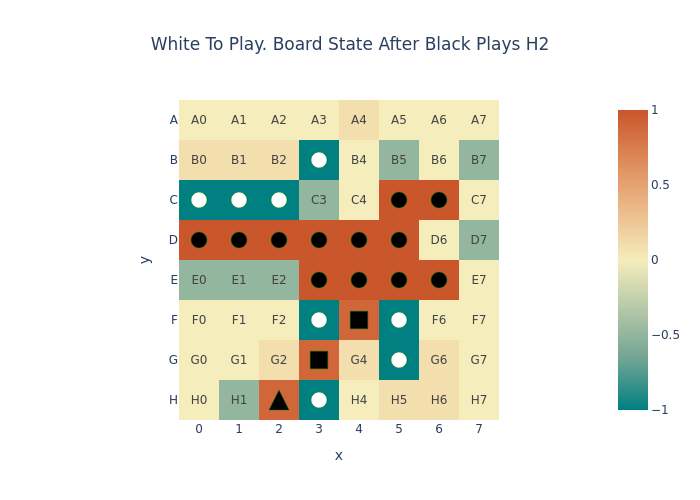 White To Play. Board State After Black Plays H2
A A0 A1 A2 A3 A4 A5 A6 A7
B B0 B1 B2 B4 B5 B6 B7
C C3 C4 C7
D D6 D7
E E0 E1 E2 E7
F F0 F1 F2 F6 F7
G G0 G1 G2 G4 G6 G7
H H0 H1 H4 H5 H6 H7
0 1 2 3 4 5 6 7
x
y
1
0.5
0
−0.5
−1